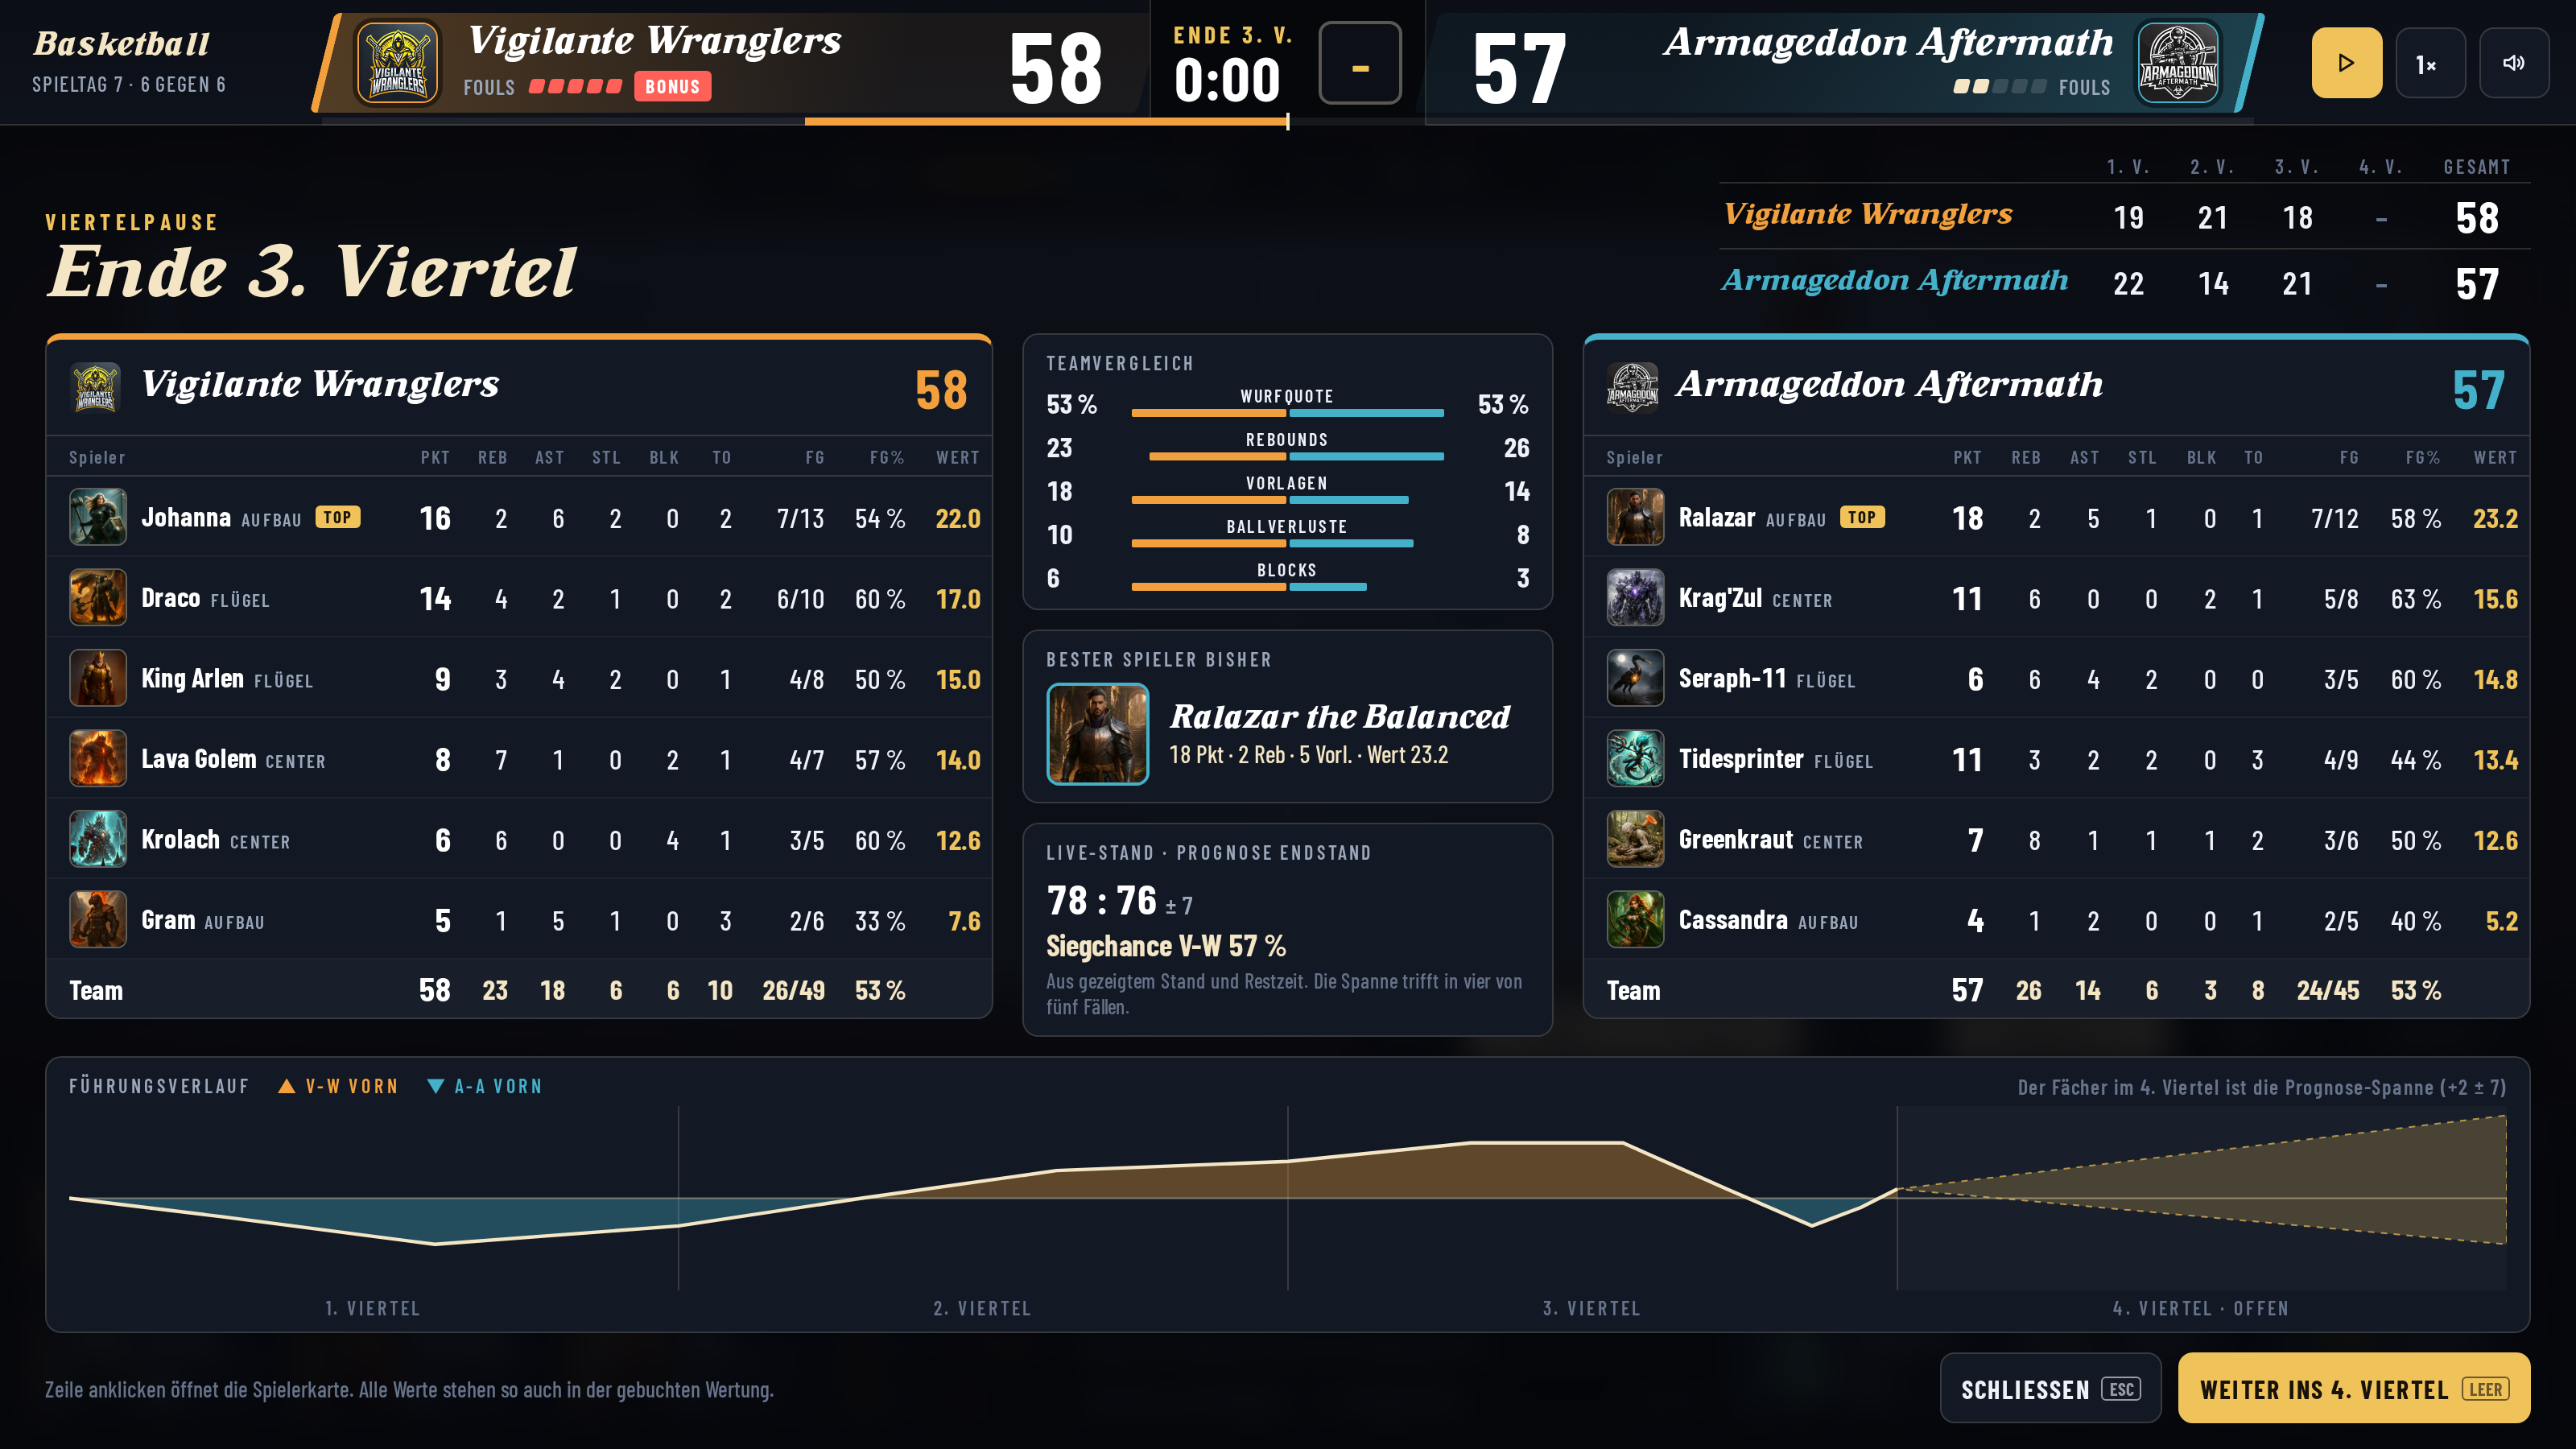 Basketball
SPIELTAG 7 · 6 GEGEN 6
VIGILANTE WRANGLERS
Vigilante Wranglers
FOULS BONUS
58
ENDE 3. V.
0:00
-
57
Armageddon Aftermath
FOULS
ARMAGEDDON AFTERMATH
1×
1. V. 2. V. 3. V. 4. V. GESAMT
Vigilante Wranglers 19 21 18 - 58
Armageddon Aftermath 22 14 21 - 57
VIERTELPAUSE
Ende 3. Viertel
VIGILANTE WRANGLERS
Vigilante Wranglers 58
Spieler PKT REB AST STL BLK TO FG FG% WERT
Johanna AUFBAU TOP 16 2 6 2 0 2 7/13 54 % 22.0
Draco FLÜGEL 14 4 2 1 0 2 6/10 60 % 17.0
King Arlen FLÜGEL 9 3 4 2 0 1 4/8 50 % 15.0
Lava Golem CENTER 8 7 1 0 2 1 4/7 57 % 14.0
Krolach CENTER 6 6 0 0 4 1 3/5 60 % 12.6
Gram AUFBAU 5 1 5 1 0 3 2/6 33 % 7.6
Team 58 23 18 6 6 10 26/49 53 %
TEAMVERGLEICH
53 % WURFQUOTE 53 %
23 REBOUNDS 26
18 VORLAGEN 14
10 BALLVERLUSTE 8
6 BLOCKS 3
BESTER SPIELER BISHER
Ralazar the Balanced
18 Pkt · 2 Reb · 5 Vorl. · Wert 23.2
LIVE-STAND · PROGNOSE ENDSTAND
78 : 76 ± 7
Siegchance V-W 57 %
Aus gezeigtem Stand und Restzeit. Die Spanne trifft in vier von
fünf Fällen.
ARMAGEDDON
Armageddon Aftermath 57
Spieler PKT REB AST STL BLK TO FG FG% WERT
Ralazar AUFBAU TOP 18 2 5 1 0 1 7/12 58 % 23.2
Krag'Zul CENTER 11 6 0 0 2 1 5/8 63 % 15.6
Seraph-11 FLÜGEL 6 6 4 2 0 0 3/5 60 % 14.8
Tidesprinter FLÜGEL 11 3 2 2 0 3 4/9 44 % 13.4
Greenkraut CENTER 7 8 1 1 1 2 3/6 50 % 12.6
Cassandra AUFBAU 4 1 2 0 0 1 2/5 40 % 5.2
Team 57 26 14 6 3 8 24/45 53 %
FÜHRUNGSVERLAUF ▲ V-W VORN ▼ A-A VORN
Der Fächer im 4. Viertel ist die Prognose-Spanne (+2 ± 7)
1. VIERTEL 2. VIERTEL 3. VIERTEL 4. VIERTEL · OFFEN
Zeile anklicken öffnet die Spielerkarte. Alle Werte stehen so auch in der gebuchten Wertung.
SCHLIESSEN ESC
WEITER INS 4. VIERTEL LEER